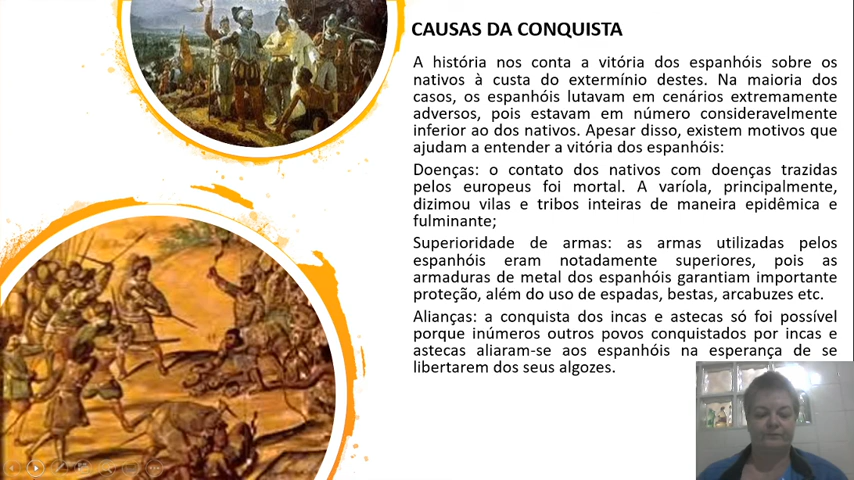 CAUSAS DA CONQUISTA
A história nos conta a vitória dos espanhóis sobre os
nativos à custa do extermínio destes. Na maioria dos
casos, os espanhóis lutavam em cenários extremamente
adversos, pois estavam em número consideravelmente
inferior ao dos nativos. Apesar disso, existem motivos que
ajudam a entender a vitória dos espanhóis:
Doenças: o contato dos nativos com doenças trazidas
pelos europeus foi mortal. A varíola, principalmente,
dizimou vilas e tribos inteiras de maneira epidêmica e
fulminante;
Superioridade de armas: as armas utilizadas pelos
espanhóis eram notadamente superiores, pois as
armaduras de metal dos espanhóis garantiam importante
proteção, além do uso de espadas, bestas, arcabuzes etc.
Alianças: a conquista dos incas e astecas só foi possível
porque inúmeros outros povos conquistados por incas e
astecas aliaram-se aos espanhóis na esperança de se
libertarem dos seus algozes.